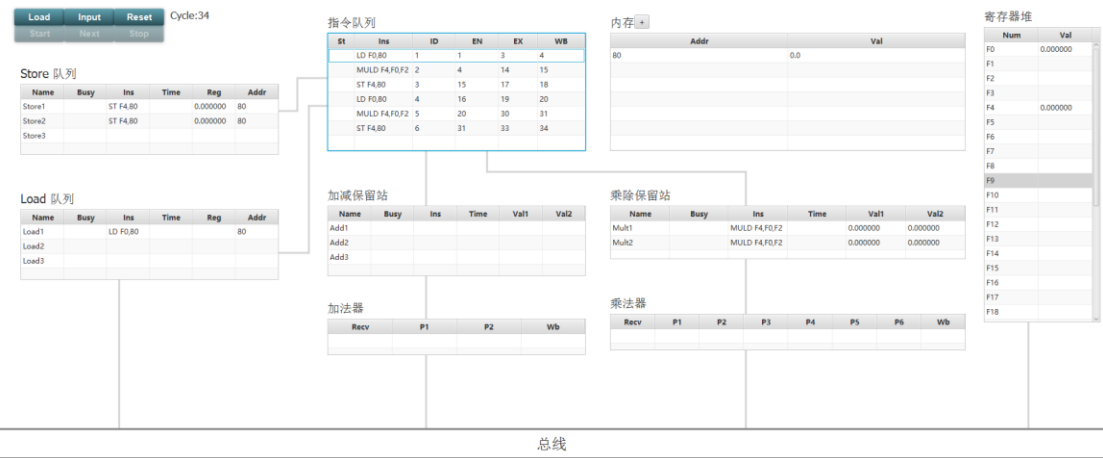 Load Input Reset Cycle:34
Start Next Stop
Store 队列
Name Busy Ins Time Reg Addr
Store1 ST F4,80 0.000000 80
Store2 ST F4,80 0.000000 80
Store3
Load 队列
Name Busy Ins Time Reg Addr
Load1 LD F0,80 80
Load2
Load3
指令队列
St Ins ID EN EX WB
LD F0,80 1 1 3 4
MULD F4,F0,F2 2 4 14 15
ST F4,80 3 15 17 18
LD F0,80 4 16 19 20
MULD F4,F0,F2 5 20 30 31
ST F4,80 6 31 33 34
内存 +
Addr Val
80 0.0
加减保留站
Name Busy Ins Time Val1 Val2
Add1
Add2
Add3
乘除保留站
Name Busy Ins Time Val1 Val2
Mult1 MULD F4,F0,F2 0.000000 0.000000
Mult2 MULD F4,F0,F2 0.000000 0.000000
加法器
Recv P1 P2 Wb
乘法器
Recv P1 P2 P3 P4 P5 P6 Wb
寄存器堆
Num Val
F0 0.000000
F1
F2
F3
F4 0.000000
F5
F6
F7
F8
F9
F10
F11
F12
F13
F14
F15
F16
F17
F18
总线